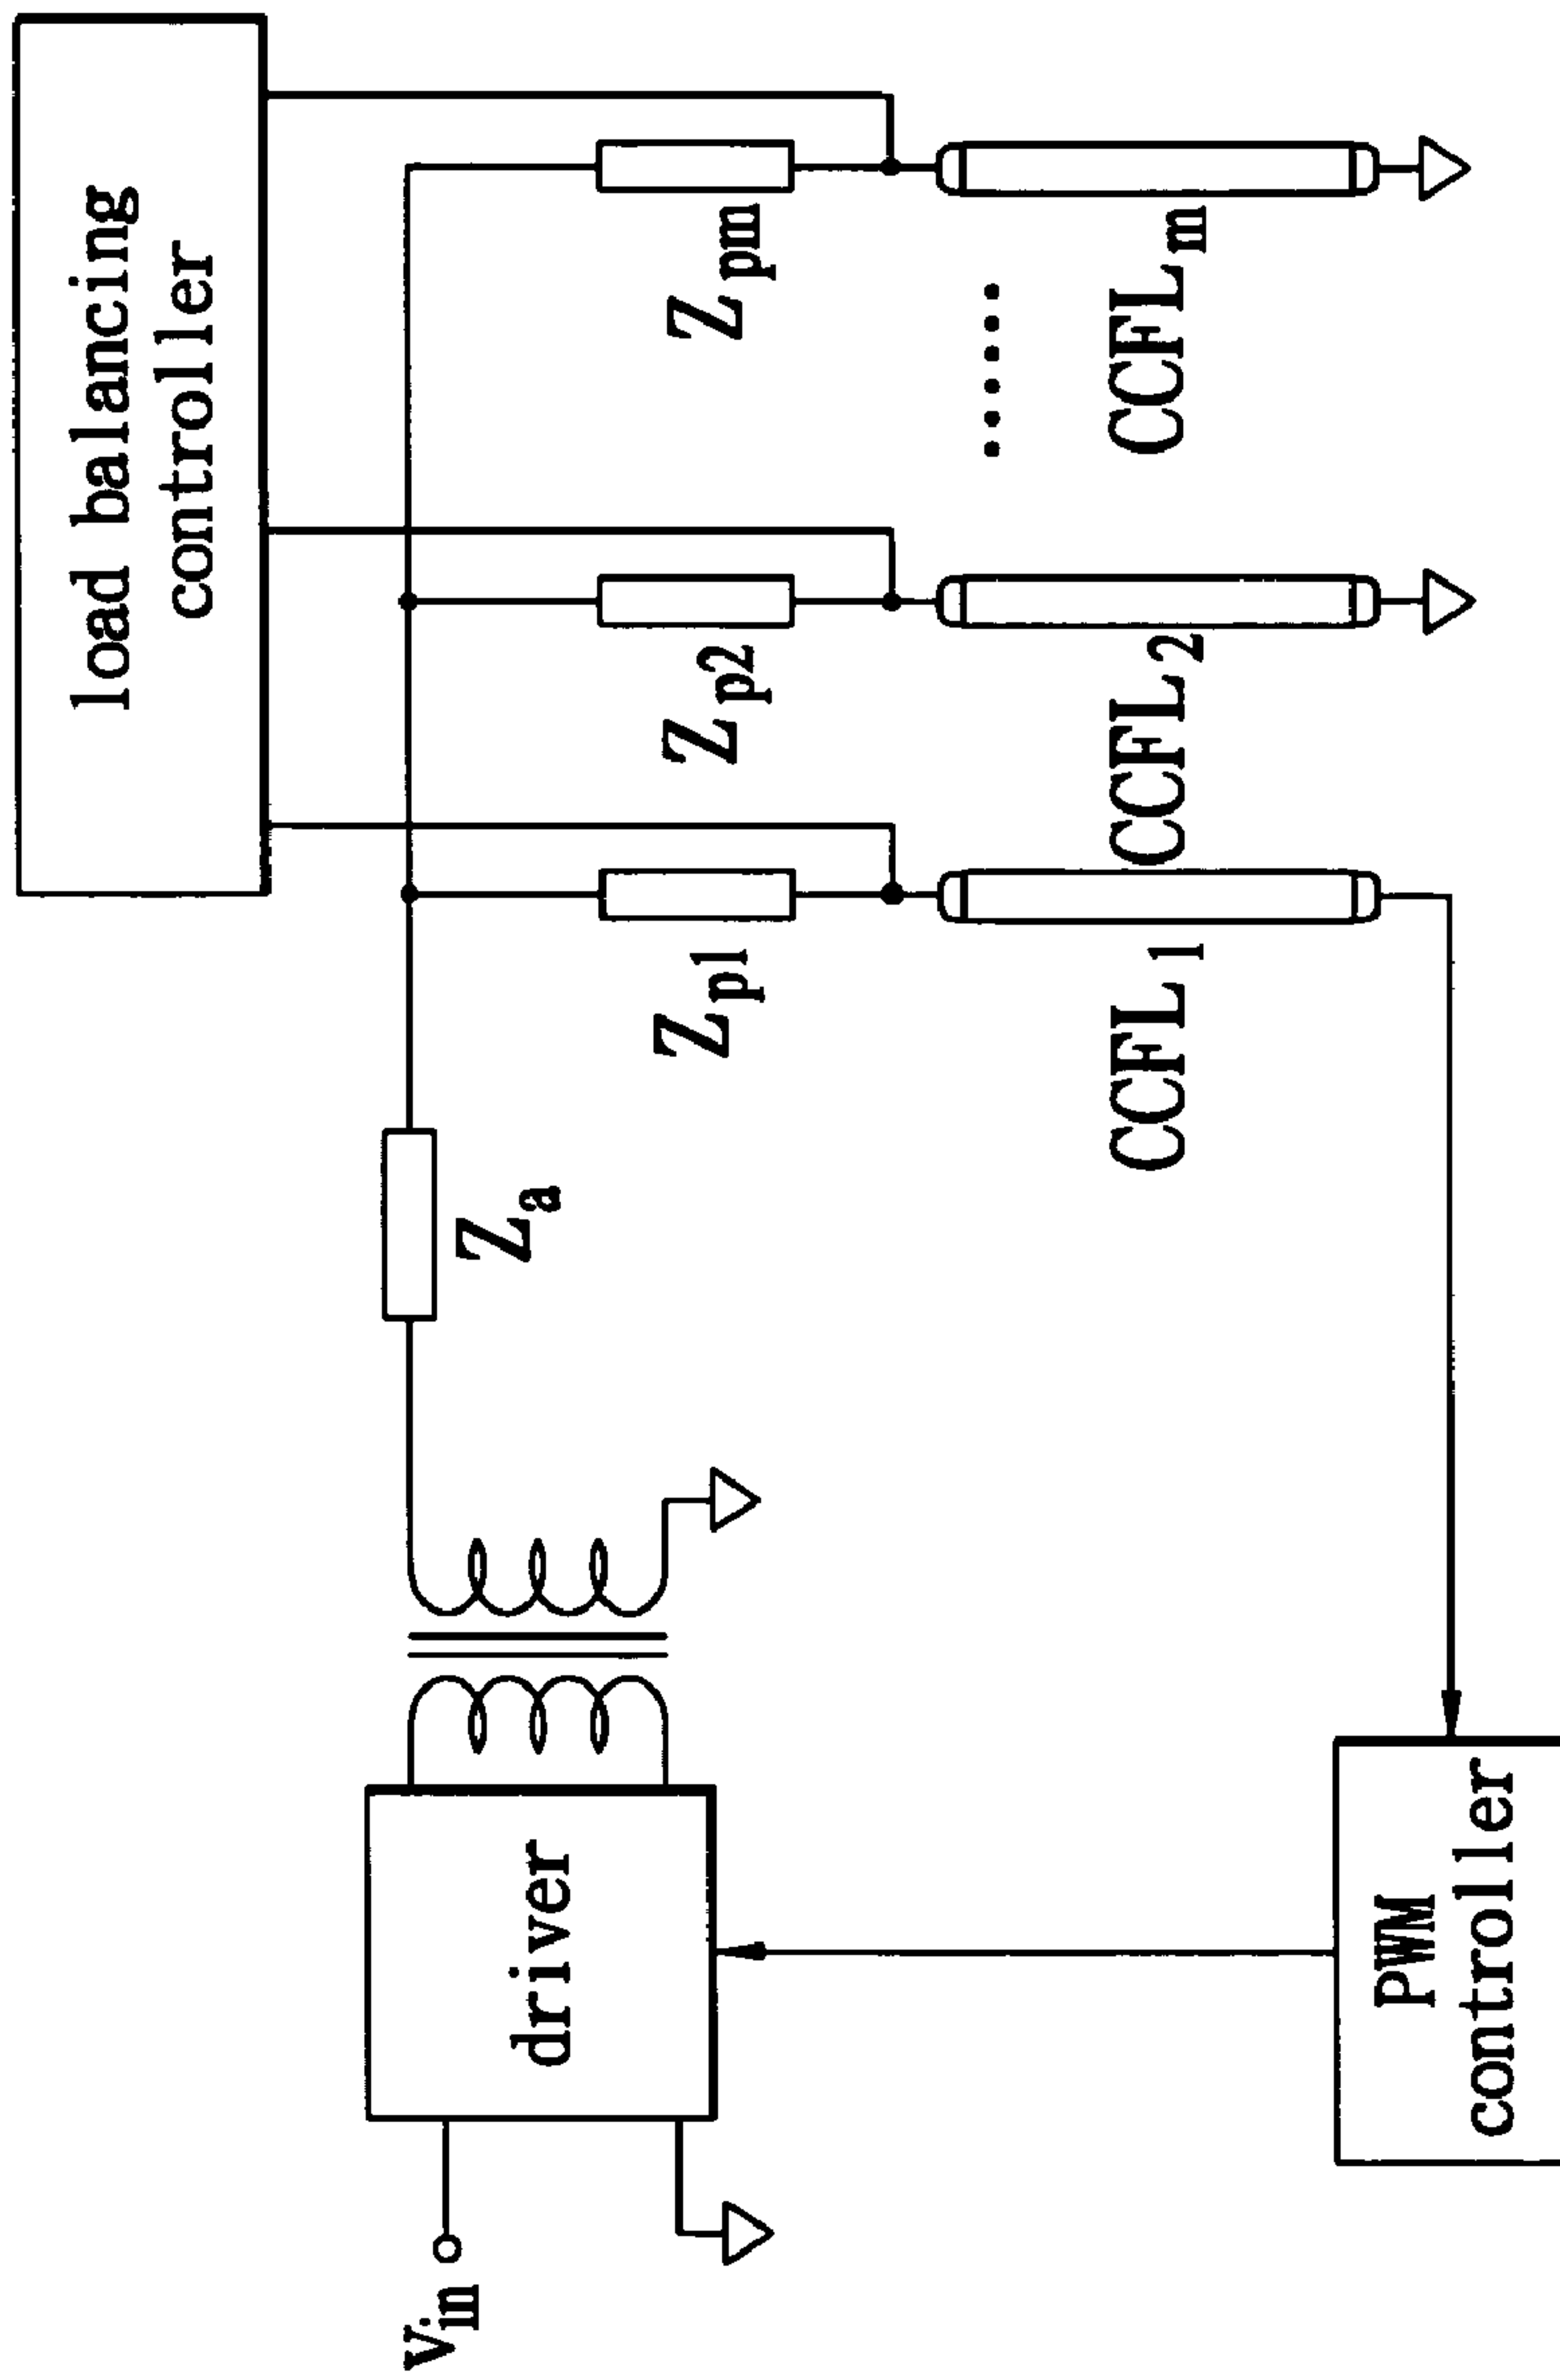 load balancing
controller
Z_a
Z_p1
Z_p2
Z_pm
......
V_in
driver
CCFL_1
CCFL_2
CCFL_m
PWM
controller